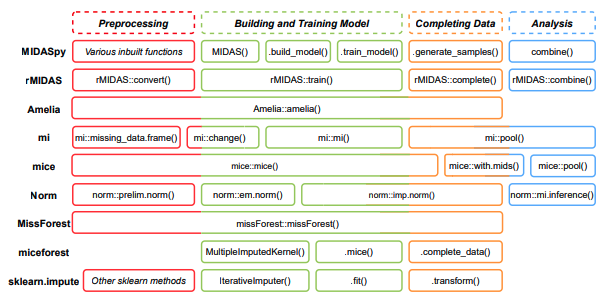 Preprocessing Building and Training Model Completing Data Analysis
MIDASpy Various inbuilt functions MIDAS() .build_model() .train_model() .generate_samples() combine()
rMIDAS rMIDAS::convert() rMIDAS::train() rMIDAS::complete() rMIDAS::combine()
Amelia Amelia::amelia()
mi mi::missing_data.frame() mi::change() mi::mi() mi::pool()
mice mice::mice() mice::with.mids() mice::pool()
Norm norm::prelim.norm() norm::em.norm() norm::imp.norm() norm::mi.inference()
MissForest missForest::missForest()
miceforest MultipleImputedKernel() .mice() .complete_data()
sklearn.impute Other sklearn methods IterativeImputer() .fit() .transform()